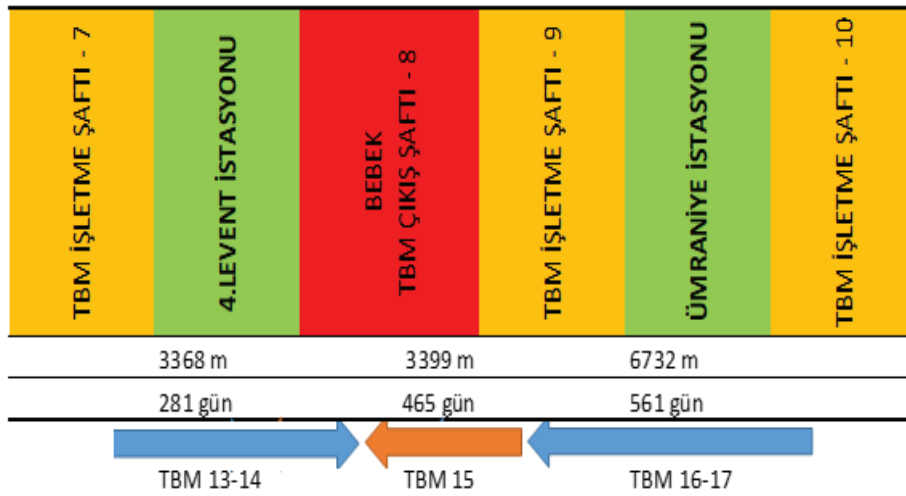 TBM İŞLETME ŞAFTI - 7
4.LEVENT İSTASYONU
BEBEK
TBM ÇIKIŞ ŞAFTI - 8
TBM İŞLETME ŞAFTI - 9
ÜMRANİYE İSTASYONU
TBM İŞLETME ŞAFTI - 10
3368 m 3399 m 6732 m
281 gün 465 gün 561 gün
TBM 13-14 TBM 15 TBM 16-17